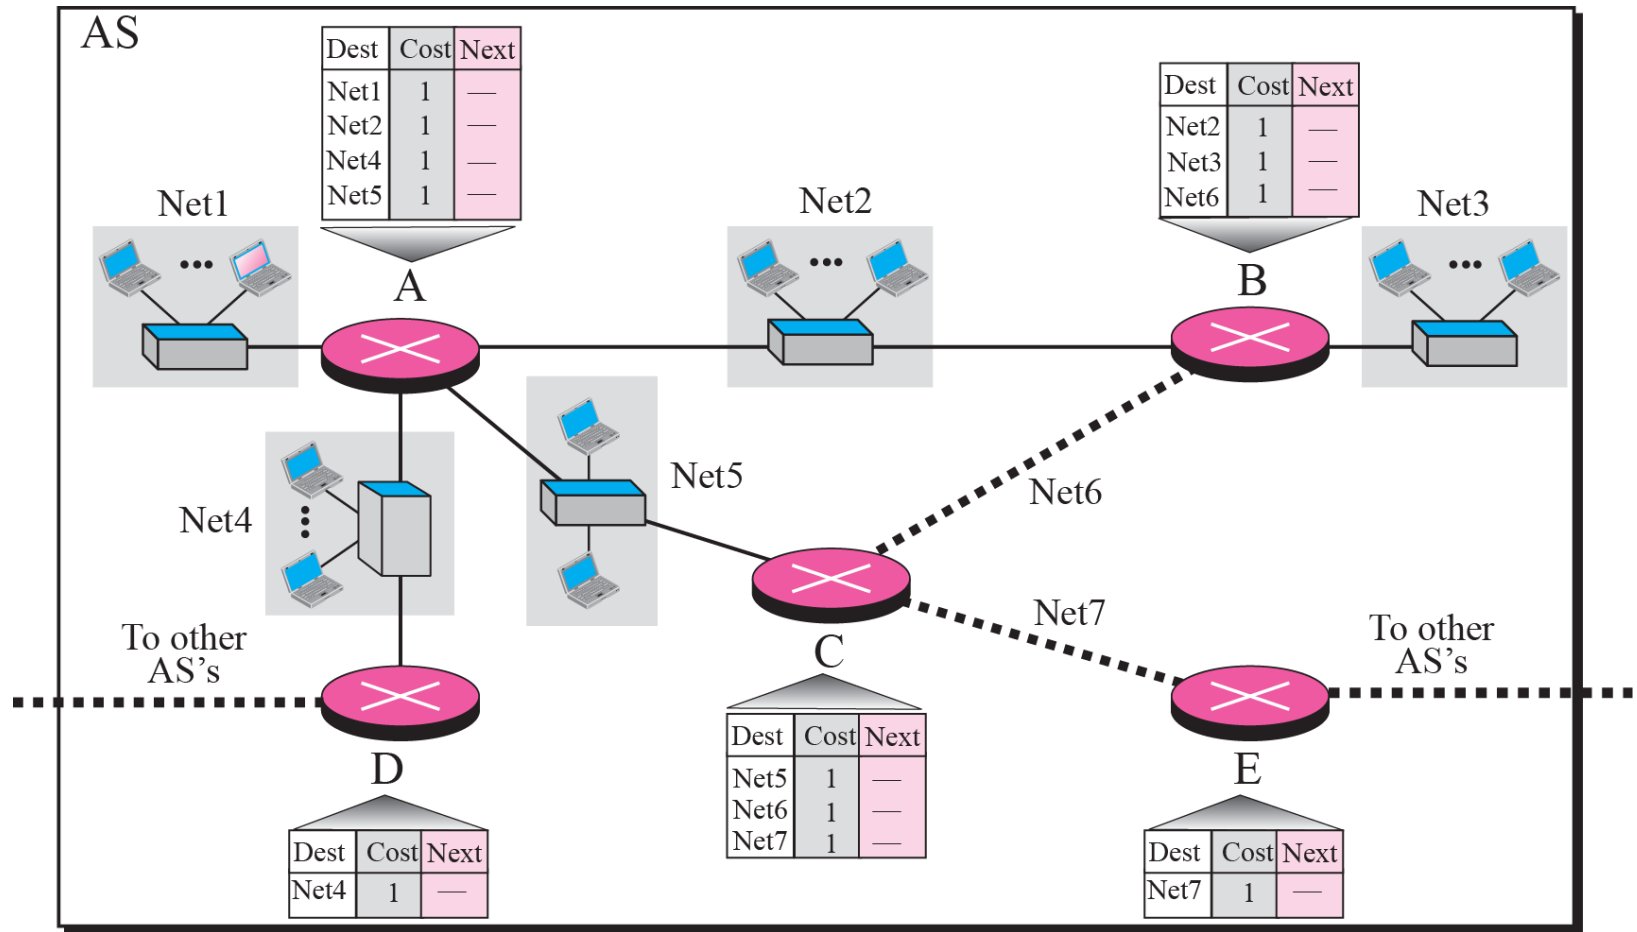 AS
Dest Cost Next
Net1 1 —
Net2 1 —
Net4 1 —
Net5 1 —
Dest Cost Next
Net2 1 —
Net3 1 —
Net6 1 —
Net1
Net2
Net3
A
B
Net4
Net5
Net6
Net7
To other
AS's
To other
AS's
C
Dest Cost Next
Net5 1 —
Net6 1 —
Net7 1 —
D
Dest Cost Next
Net4 1 —
E
Dest Cost Next
Net7 1 —